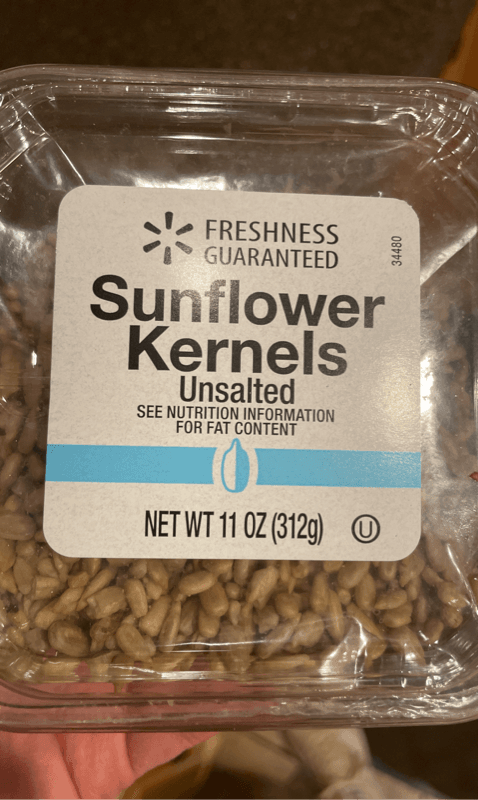 FRESHNESS
GUARANTEED
34480
Sunflower
Kernels
Unsalted
SEE NUTRITION INFORMATION
FOR FAT CONTENT
NET WT 11 OZ (312g)
U